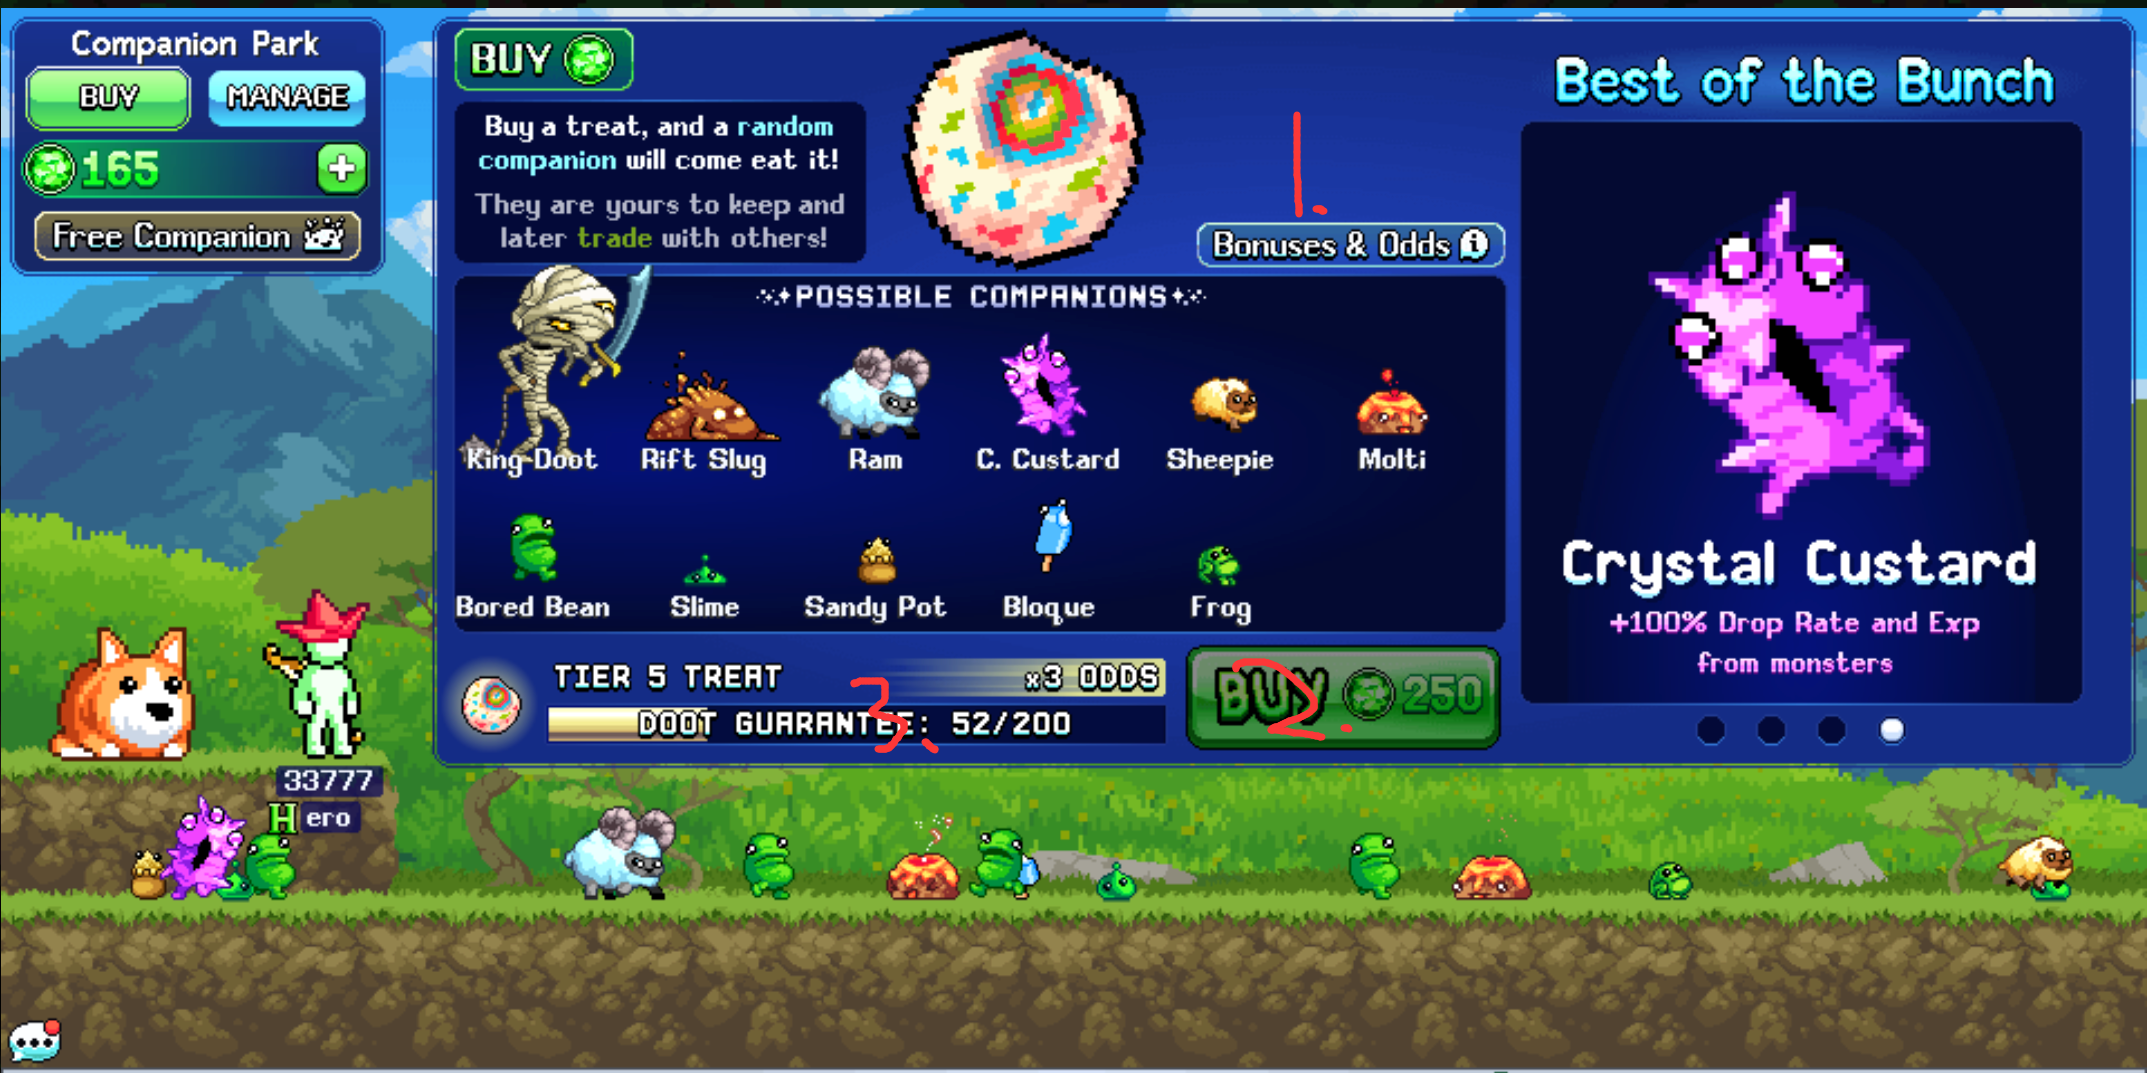 Companion Park
BUY
MANAGE
165
+
Free Companion
BUY
Buy a treat, and a random
companion will come eat it!
They are yours to keep and
later trade with others!
1.
Bonuses & Odds i
POSSIBLE COMPANIONS
King Doot
Rift Slug
Ram
C. Custard
Sheepie
Molti
Bored Bean
Slime
Sandy Pot
Bloque
Frog
TIER 5 TREAT
x3 ODDS
DOOT GUARANTEE: 52/200
3.
BUY 250
2.
Best of the Bunch
Crystal Custard
+100% Drop Rate and Exp
from monsters
33777
Hero